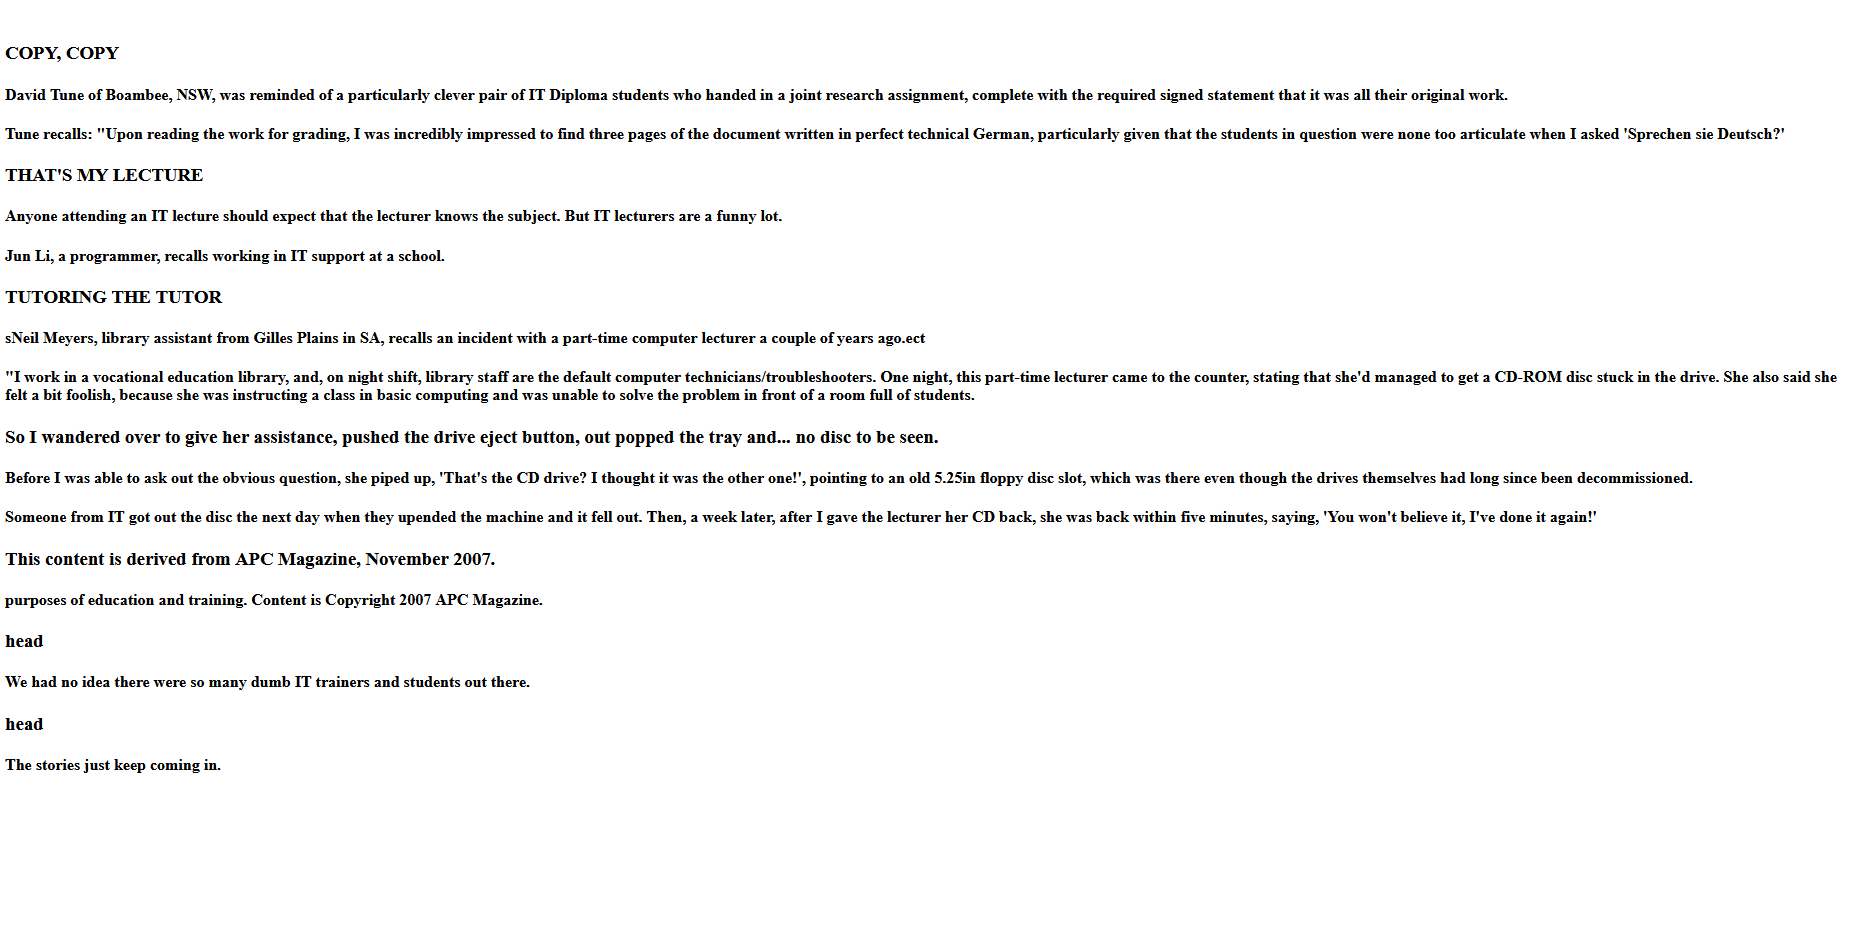 COPY, COPY
David Tune of Boambee, NSW, was reminded of a particularly clever pair of IT Diploma students who handed in a joint research assignment, complete with the required signed statement that it was all their original work.
Tune recalls: "Upon reading the work for grading, I was incredibly impressed to find three pages of the document written in perfect technical German, particularly given that the students in question were none too articulate when I asked 'Sprechen sie Deutsch?'
THAT'S MY LECTURE
Anyone attending an IT lecture should expect that the lecturer knows the subject. But IT lecturers are a funny lot.
Jun Li, a programmer, recalls working in IT support at a school.
TUTORING THE TUTOR
sNeil Meyers, library assistant from Gilles Plains in SA, recalls an incident with a part-time computer lecturer a couple of years ago.ect
"I work in a vocational education library, and, on night shift, library staff are the default computer technicians/troubleshooters. One night, this part-time lecturer came to the counter, stating that she'd managed to get a CD-ROM disc stuck in the drive. She also said she
felt a bit foolish, because she was instructing a class in basic computing and was unable to solve the problem in front of a room full of students.
So I wandered over to give her assistance, pushed the drive eject button, out popped the tray and... no disc to be seen.
Before I was able to ask out the obvious question, she piped up, 'That's the CD drive? I thought it was the other one!', pointing to an old 5.25in floppy disc slot, which was there even though the drives themselves had long since been decommissioned.
Someone from IT got out the disc the next day when they upended the machine and it fell out. Then, a week later, after I gave the lecturer her CD back, she was back within five minutes, saying, 'You won't believe it, I've done it again!'
This content is derived from APC Magazine, November 2007.
purposes of education and training. Content is Copyright 2007 APC Magazine.
head
We had no idea there were so many dumb IT trainers and students out there.
head
The stories just keep coming in.